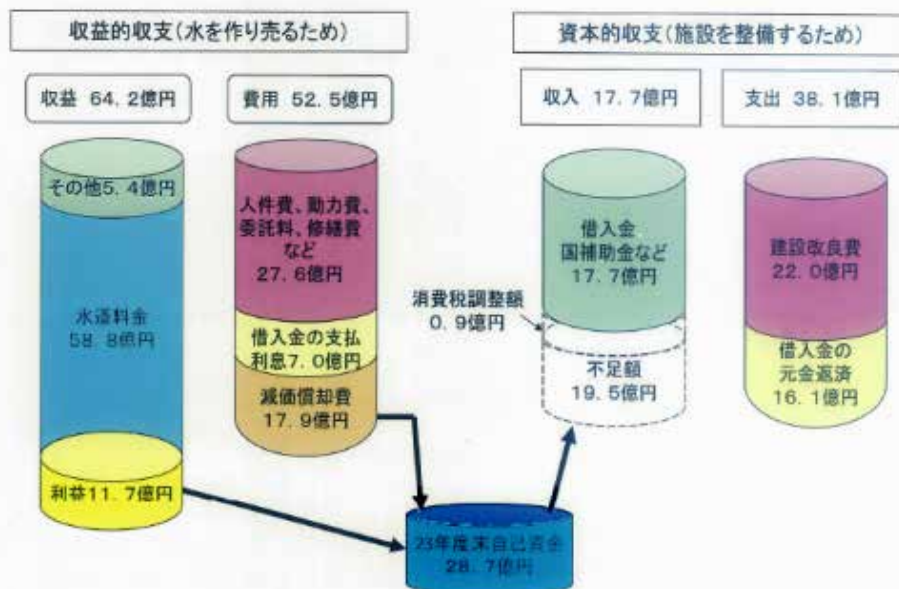 収益的収支(水を作り売るため)
資本的収支(施設を整備するため)
収益 64.2億円
費用 52.5億円
収入 17.7億円
支出 38.1億円
その他5.4億円
水道料金
58.8億円
利益11.7億円
人件費、動力費、
委託料、修繕費
など
27.6億円
借入金の支払
利息7.0億円
減価償却費
17.9億円
借入金
国補助金など
17.7億円
消費税調整額
0.9億円
不足額
19.5億円
建設改良費
22.0億円
借入金の
元金返済
16.1億円
23年度末自己資金
28.7億円